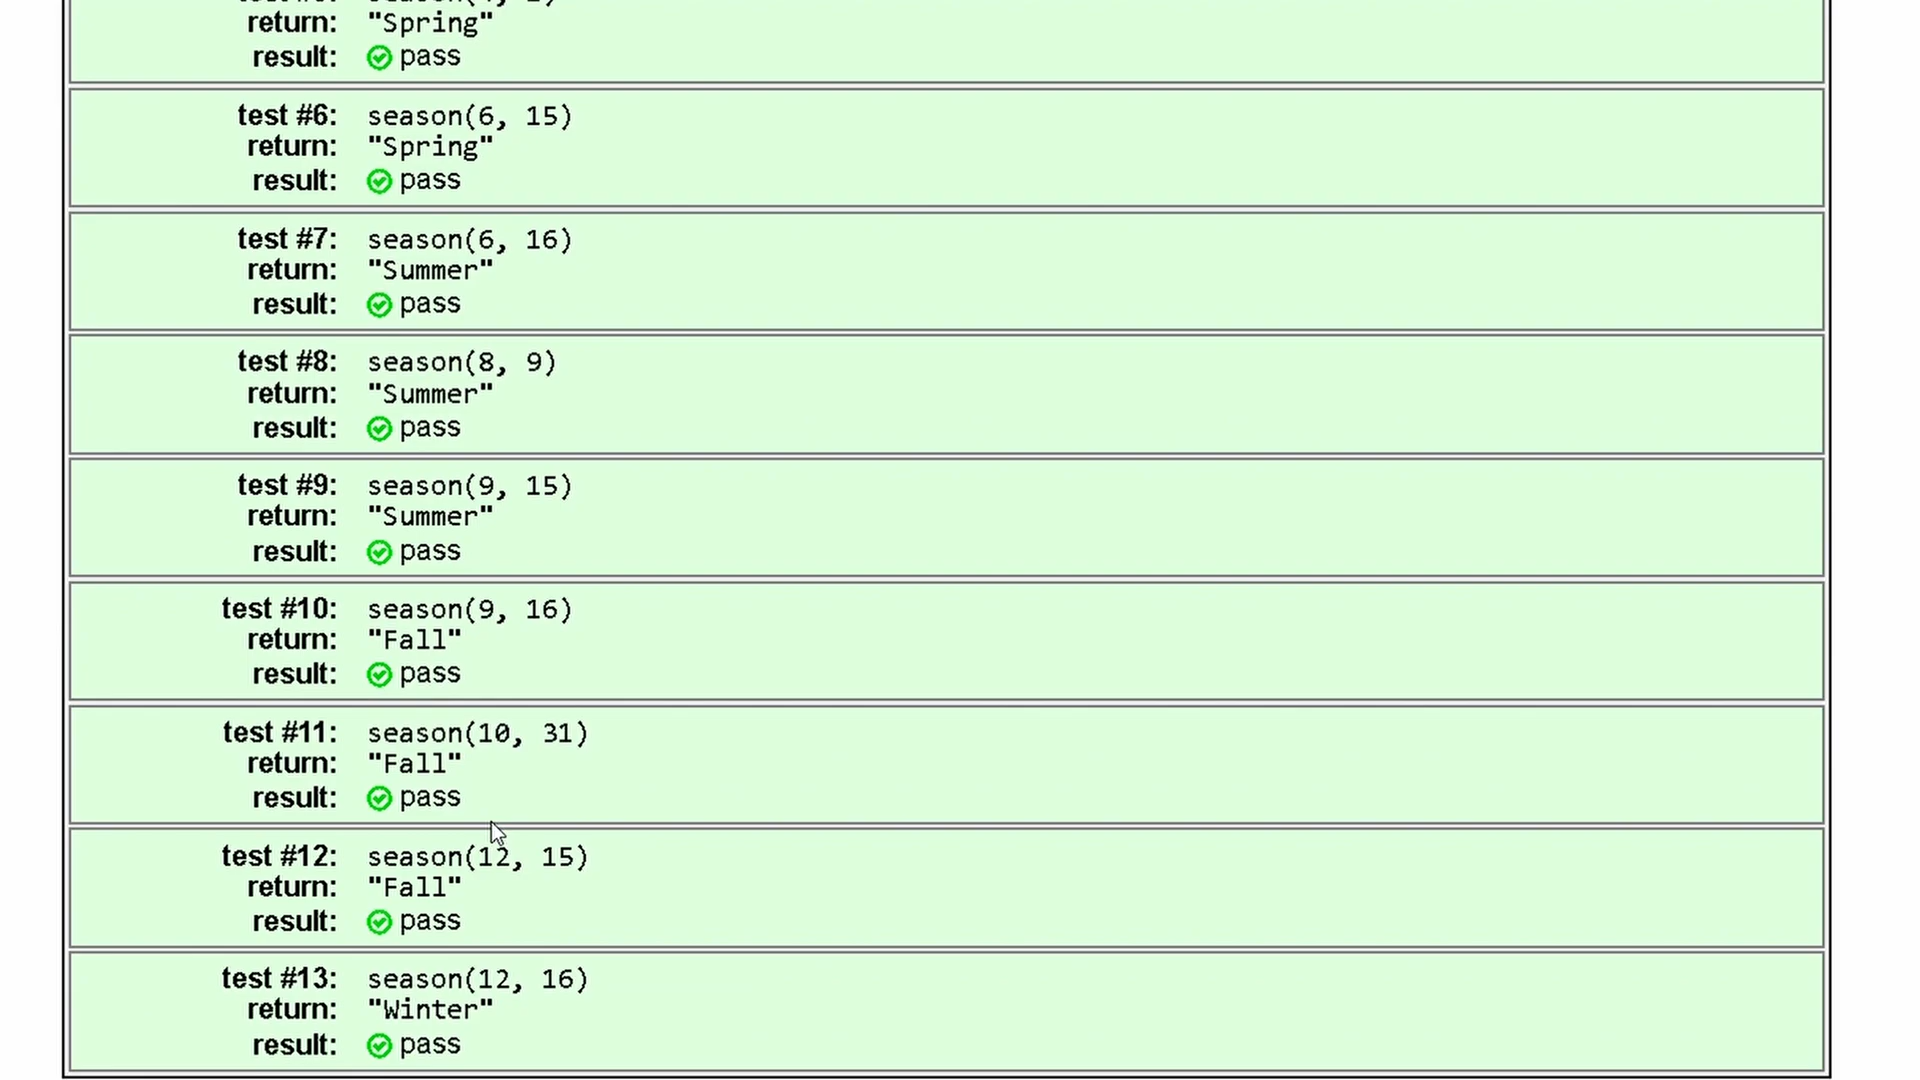 return: "Spring"
result: pass
test #6: season(6, 15)
return: "Spring"
result: pass
test #7: season(6, 16)
return: "Summer"
result: pass
test #8: season(8, 9)
return: "Summer"
result: pass
test #9: season(9, 15)
return: "Summer"
result: pass
test #10: season(9, 16)
return: "Fall"
result: pass
test #11: season(10, 31)
return: "Fall"
result: pass
test #12: season(12, 15)
return: "Fall"
result: pass
test #13: season(12, 16)
return: "Winter"
result: pass